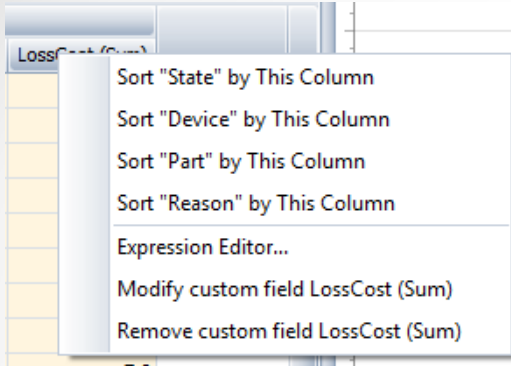 LossCost (Sum)
Sort "State" by This Column
Sort "Device" by This Column
Sort "Part" by This Column
Sort "Reason" by This Column
Expression Editor...
Modify custom field LossCost (Sum)
Remove custom field LossCost (Sum)